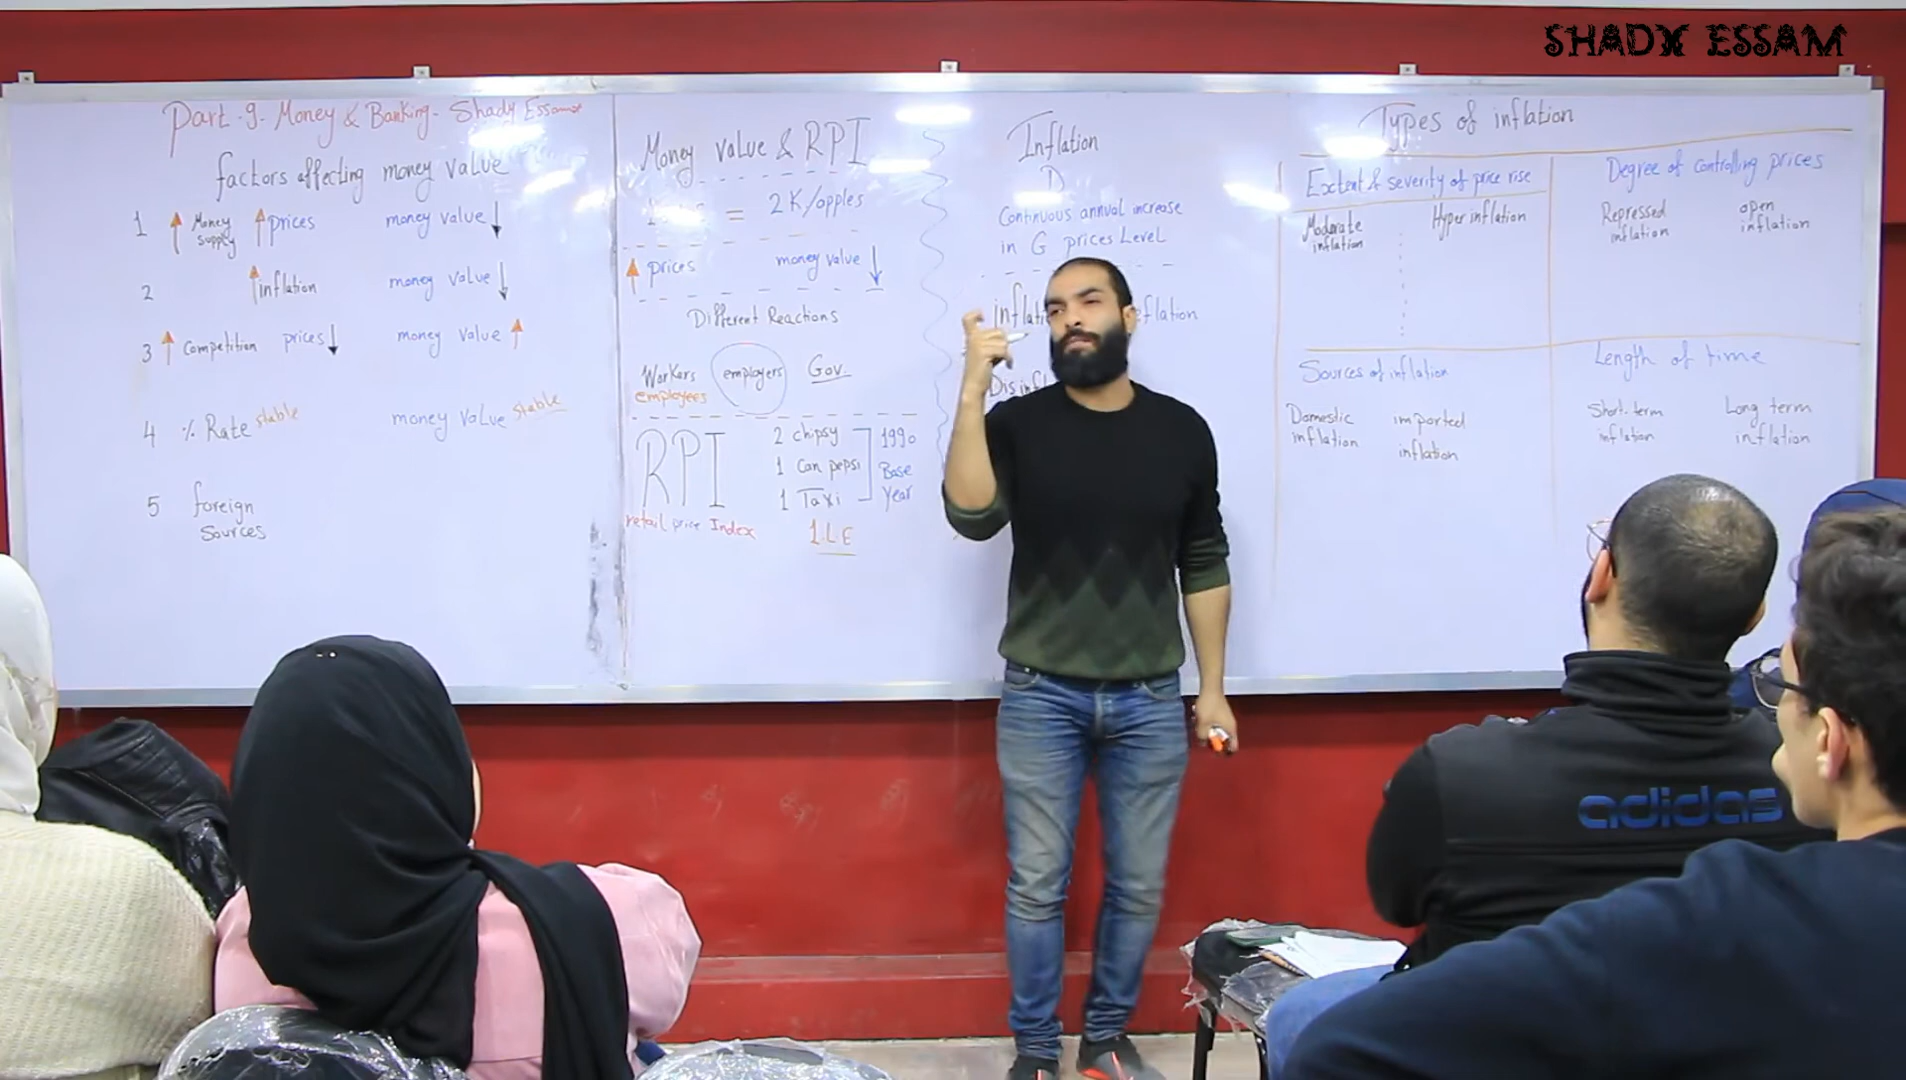 SHADY ESSAM
Part.9. Money & Banking. Shady Essam
factors affecting money value
1 Money supply prices money value
2 inflation money value
3 Competition prices money value
4 % Rate stable money value stable
5 foreign
Sources
Money value & RPI
= 2 K/apples
prices money value
Different Reactions
Workers employers Gov.
employees
RPI
retail price Index
2 chipsy
1 Can pepsi
1 Taxi
1990
Base
year
1 L E
Inflation
D
Continuous annual increase
in G prices Level
Types of inflation
Extent & severity of price rise
Moderate
inflation
Hyper inflation
Degree of controlling prices
Repressed
inflation
open
inflation
Sources of inflation
Domestic
inflation
imported
inflation
Length of time
Short-term
inflation
Long term
inflation
adidas